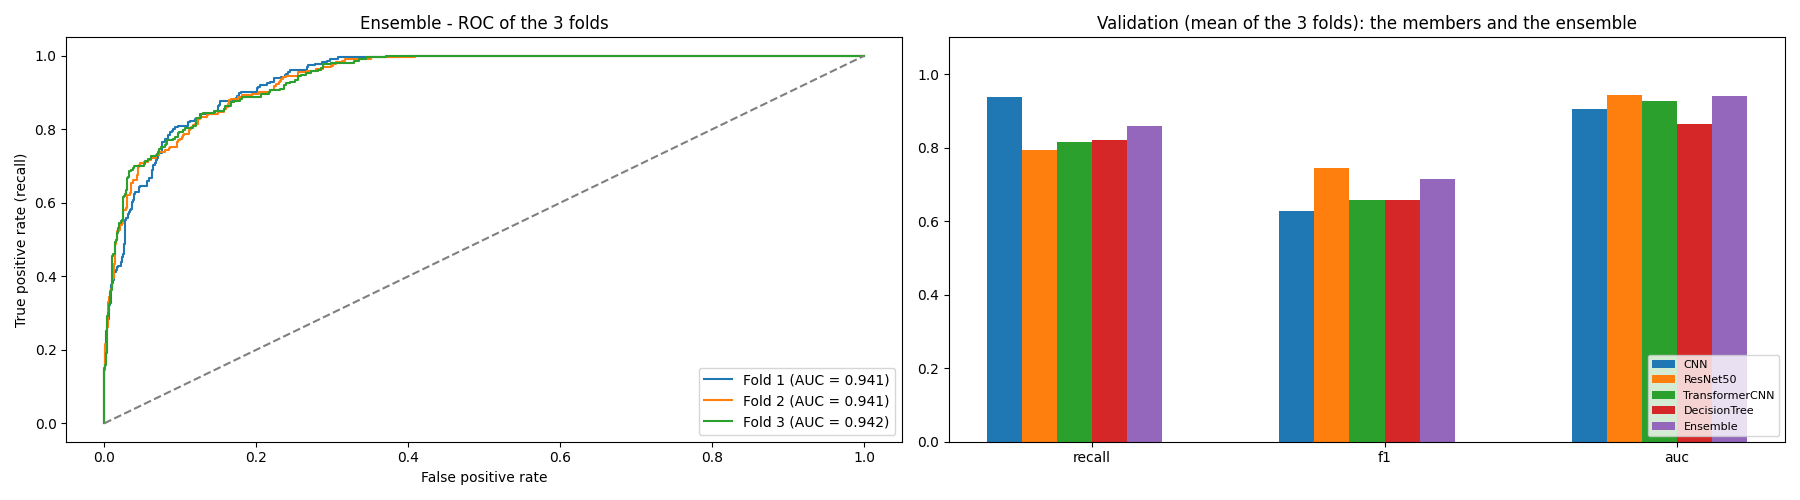 Ensemble - ROC of the 3 folds
True positive rate (recall)
1.0
0.8
0.6
0.4
0.2
0.0
0.0 0.2 0.4 0.6 0.8 1.0
False positive rate
Fold 1 (AUC = 0.941)
Fold 2 (AUC = 0.941)
Fold 3 (AUC = 0.942)
Validation (mean of the 3 folds): the members and the ensemble
1.0
0.8
0.6
0.4
0.2
0.0
recall f1 auc
CNN
ResNet50
TransformerCNN
DecisionTree
Ensemble